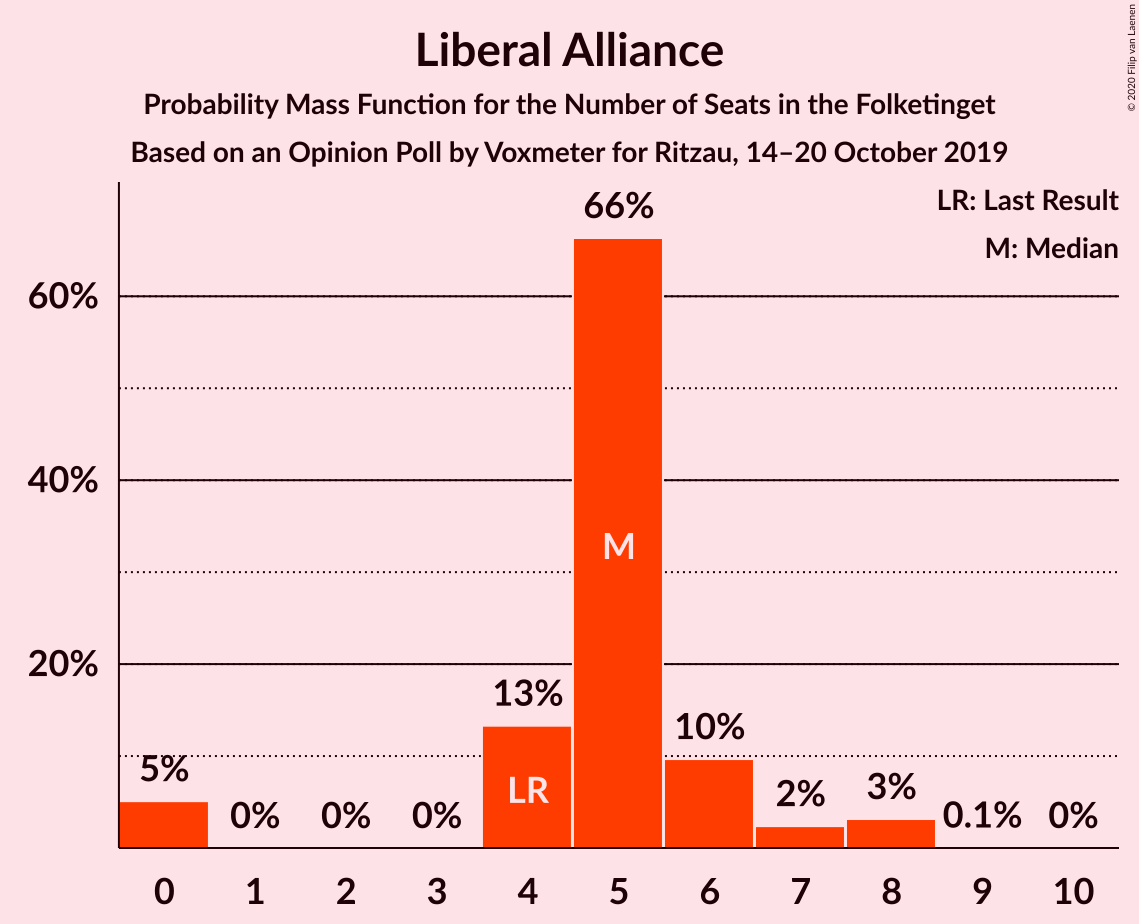 © 2020 Filip van Laenen
Liberal Alliance
Probability Mass Function for the Number of Seats in the Folketinget
Based on an Opinion Poll by Voxmeter for Ritzau, 14–20 October 2019
LR: Last Result
M: Median
60%
40%
20%
5%
0%
0%
0%
13%
66%
10%
2%
3%
0.1%
0%
LR
M
0 1 2 3 4 5 6 7 8 9 10